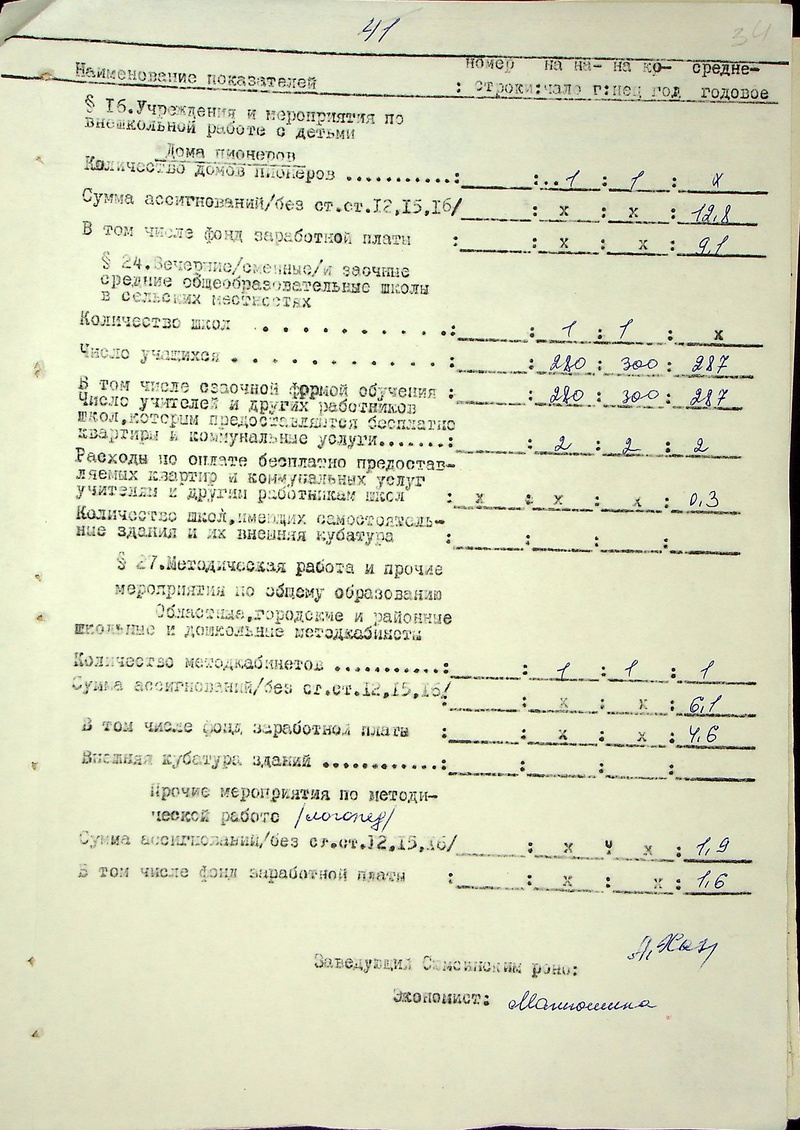 41
34
номер на на- на ко- средне-
Наименование показателей : строки:чало г:нец год годовое
§ 16.Учреждения и мероприятия по
внешкольной работе с детьми
Дома пионеров
Количество домов пионеров ...........: :..1 : 1 : х
Сумма ассигнований/без ст.ст.12,15,16/ : х : х : 12,8
В том числе фонд заработной платы : : х : х : 9,1
§ 24.Вечерние/сменные/и заочные
средние общеобразовательные школы
в сельских местностях
Количество школ . . . . . . . . . . .: : 1 : 1 : х
Число учащихся . . . . . . . . . . . : : 280 : 300 : 287
В том числе сзаочной формой обучения : : 280 : 300 : 287
Число учителей и других работников
школ,которым предоставляются бесплатно
квартиры и коммунальные услуги.......: : 2 : 2 : 2
Расходы по оплате бесплатно предостав-
ляемых квартир и коммунальных услуг
учителям и другим работникам школ : х : х : х : 0,3
Количество школ,имеющих самостоятель-
ные здания и их внешняя кубатура : : : :
§ 27.Методическая работа и прочие
мероприятия по общему образованию
Областные,городские и районные
школьные и дошкольные методкабинеты
Количество методкабинетов ...........: : 1 : 1 : 1
Сумма ассигнований/без ст.ст.12,15,16/ : х : х : 6,1
В том числе фонд заработной платы : : х : х : 4,6
Внешняя кубатура зданий ............: : : :
Прочие мероприятия по методи-
ческой работе /логопед/
Сумма ассигнований/без ст.ст.12,15,16/ : х ч х : 1,9
В том числе фонд заработной платы : : х : х : 1,6
Заведущий роно:
Экономист: